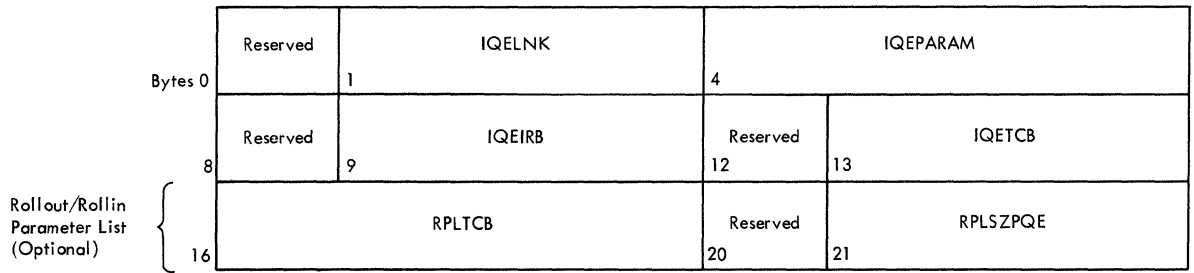 Reserved IQELNK IQEPARAM
Bytes 0 1 4
Reserved IQEIRB Reserved IQETCB
8 9 12 13
Rollout/Rollin
Parameter List
(Optional)
RPLTCB Reserved RPLSZPQE
16 20 21